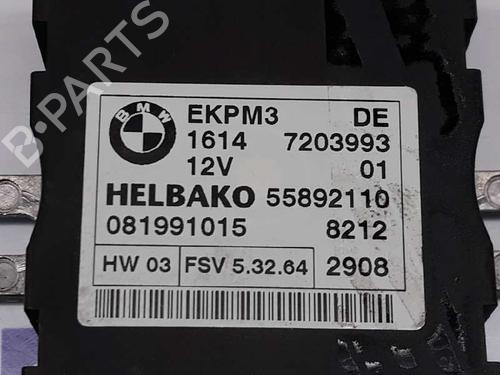 B-PARTS
BMW
EKPM3 DE
1614 7203993
12V 01
HELBAKO 55892110
081991015 8212
HW 03 FSV 5.32.64 2908